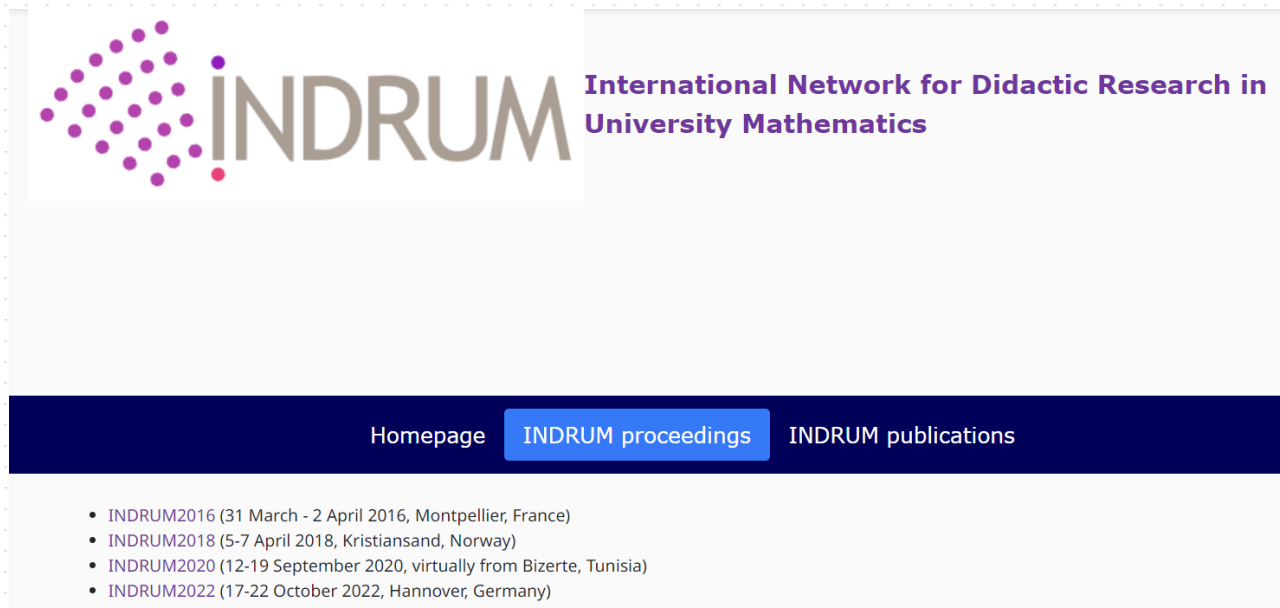 INDRUM
International Network for Didactic Research in
University Mathematics
Homepage INDRUM proceedings INDRUM publications
• INDRUM2016 (31 March - 2 April 2016, Montpellier, France)
• INDRUM2018 (5-7 April 2018, Kristiansand, Norway)
• INDRUM2020 (12-19 September 2020, virtually from Bizerte, Tunisia)
• INDRUM2022 (17-22 October 2022, Hannover, Germany)